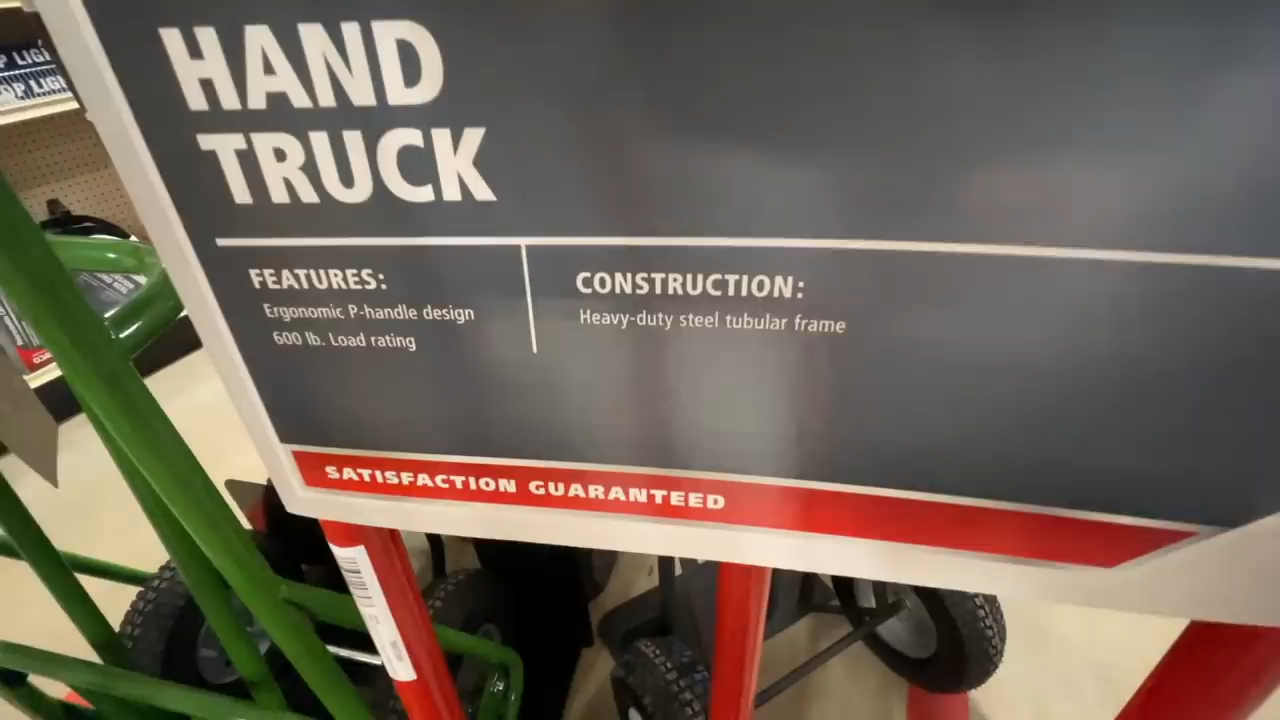 HAND
TRUCK
FEATURES:
Ergonomic P-handle design
600 lb. Load rating
CONSTRUCTION:
Heavy-duty steel tubular frame
SATISFACTION GUARANTEED